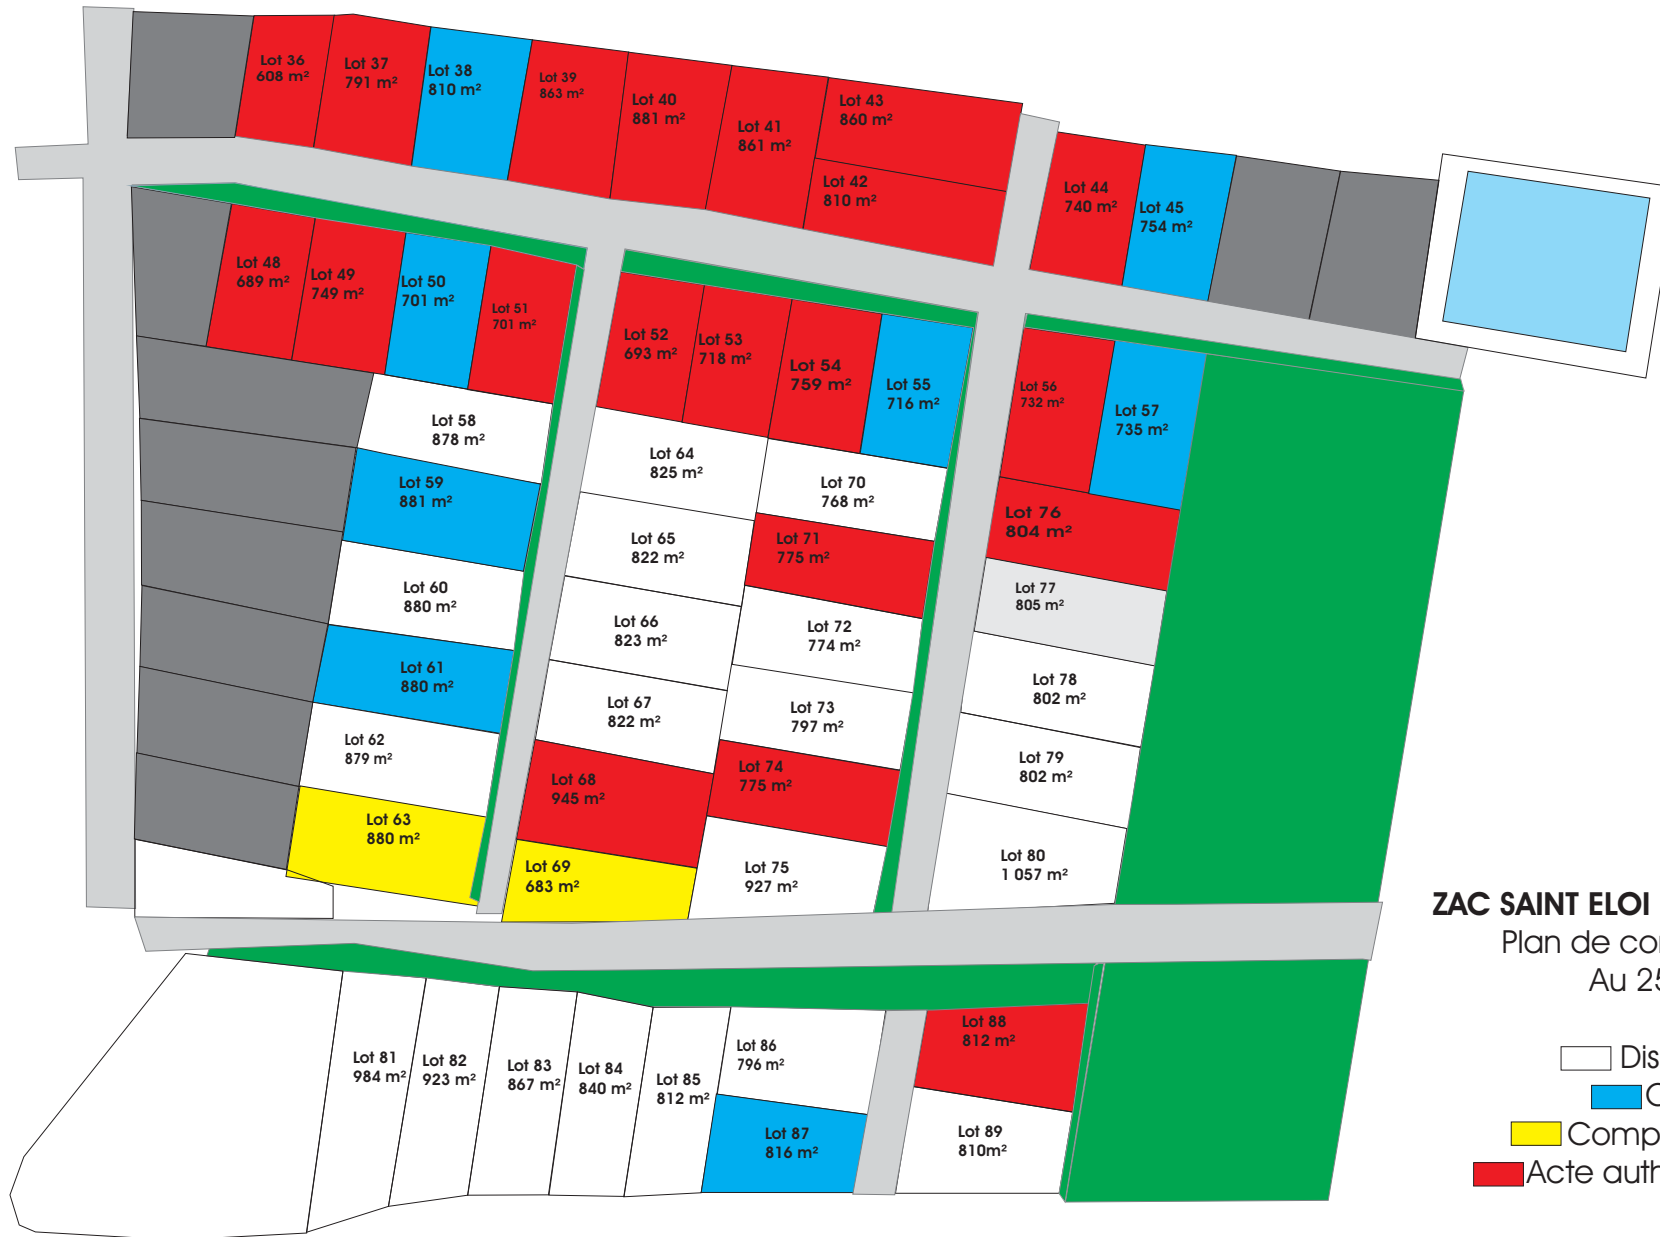 Lot 36
608 m²
Lot 37
791 m²
Lot 38
810 m²
Lot 39
863 m²
Lot 40
881 m²
Lot 41
861 m²
Lot 43
860 m²
Lot 42
810 m²
Lot 44
740 m²
Lot 45
754 m²
Lot 48
689 m²
Lot 49
749 m²
Lot 50
701 m²
Lot 51
701 m²
Lot 52
693 m²
Lot 53
718 m²
Lot 54
759 m²
Lot 55
716 m²
Lot 56
732 m²
Lot 57
735 m²
Lot 58
878 m²
Lot 59
881 m²
Lot 60
880 m²
Lot 61
880 m²
Lot 62
879 m²
Lot 63
880 m²
Lot 64
825 m²
Lot 65
822 m²
Lot 66
823 m²
Lot 67
822 m²
Lot 68
945 m²
Lot 69
683 m²
Lot 70
768 m²
Lot 71
775 m²
Lot 72
774 m²
Lot 73
797 m²
Lot 74
775 m²
Lot 75
927 m²
Lot 76
804 m²
Lot 77
805 m²
Lot 78
802 m²
Lot 79
802 m²
Lot 80
1 057 m²
Lot 81
984 m²
Lot 82
923 m²
Lot 83
867 m²
Lot 84
840 m²
Lot 85
812 m²
Lot 86
796 m²
Lot 87
816 m²
Lot 88
812 m²
Lot 89
810m²
ZAC SAINT ELOI
Plan de co
Au 25
Dis
Comp
Acte auth